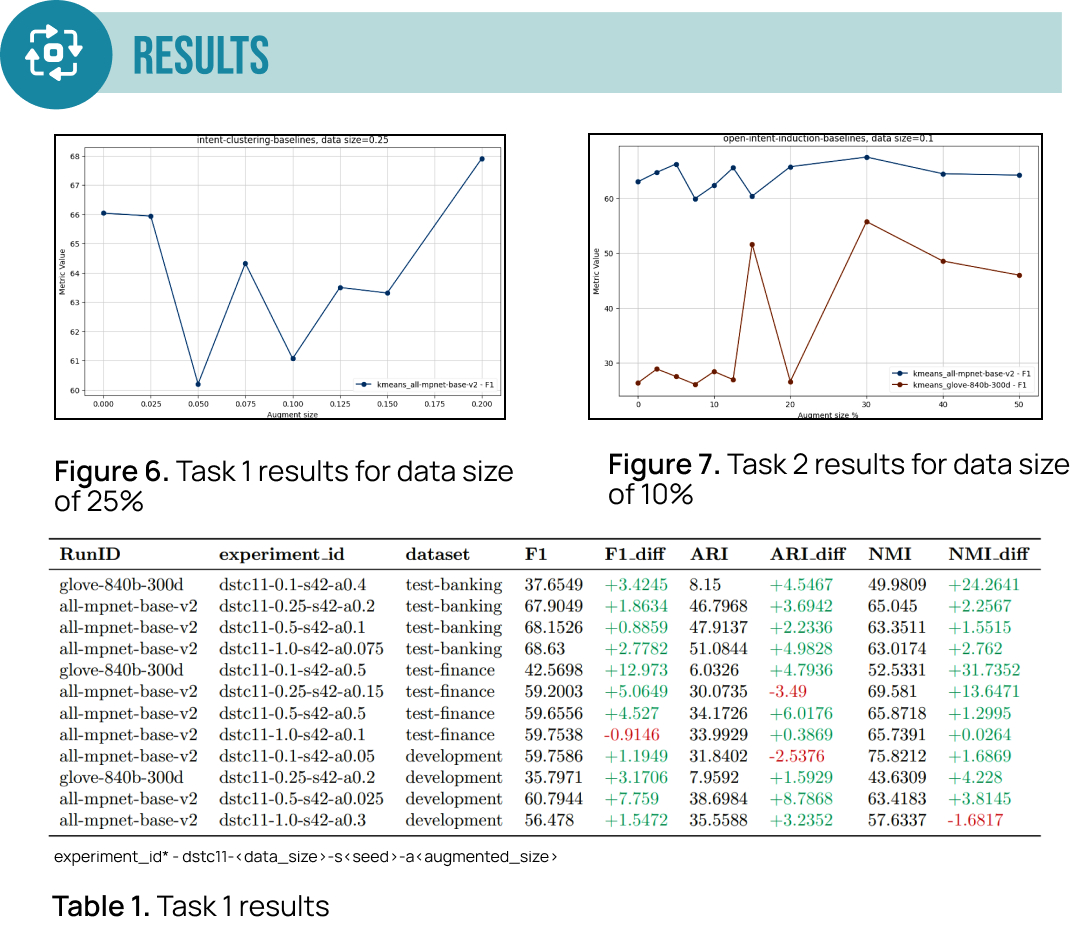 RESULTS
intent-clustering-baselines, data size=0.25
68
67
66
65
64
63
62
61
60
Metric Value
0.000 0.025 0.050 0.075 0.100 0.125 0.150 0.175 0.200
Augment size
kmeans_all-mpnet-base-v2 - F1
open-intent-induction-baselines, data size=0.1
60
50
40
30
Metric Value
0 10 20 30 40 50
Augment size %
kmeans_all-mpnet-base-v2 - F1
kmeans_glove-840b-300d - F1
Figure 6. Task 1 results for data size
of 25%
Figure 7. Task 2 results for data size
of 10%
RunID experiment_id dataset F1 F1_diff ARI ARI_diff NMI NMI_diff
glove-840b-300d dstc11-0.1-s42-a0.4 test-banking 37.6549 +3.4245 8.15 +4.5467 49.9809 +24.2641
all-mpnet-base-v2 dstc11-0.25-s42-a0.2 test-banking 67.9049 +1.8634 46.7968 +3.6942 65.045 +2.2567
all-mpnet-base-v2 dstc11-0.5-s42-a0.1 test-banking 68.1526 +0.8859 47.9137 +2.2336 63.3511 +1.5515
all-mpnet-base-v2 dstc11-1.0-s42-a0.075 test-banking 68.63 +2.7782 51.0844 +4.9828 63.0174 +2.762
glove-840b-300d dstc11-0.1-s42-a0.5 test-finance 42.5698 +12.973 6.0326 +4.7936 52.5331 +31.7352
all-mpnet-base-v2 dstc11-0.25-s42-a0.15 test-finance 59.2003 +5.0649 30.0735 -3.49 69.581 +13.6471
all-mpnet-base-v2 dstc11-0.5-s42-a0.5 test-finance 59.6556 +4.527 34.1726 +6.0176 65.8718 +1.2995
all-mpnet-base-v2 dstc11-1.0-s42-a0.1 test-finance 59.7538 -0.9146 33.9929 +0.3869 65.7391 +0.0264
all-mpnet-base-v2 dstc11-0.1-s42-a0.05 development 59.7586 +1.1949 31.8402 -2.5376 75.8212 +1.6869
glove-840b-300d dstc11-0.25-s42-a0.2 development 35.7971 +3.1706 7.9592 +1.5929 43.6309 +4.228
all-mpnet-base-v2 dstc11-0.5-s42-a0.025 development 60.7944 +7.759 38.6984 +8.7868 63.4183 +3.8145
all-mpnet-base-v2 dstc11-1.0-s42-a0.3 development 56.478 +1.5472 35.5588 +3.2352 57.6337 -1.6817
experiment_id* - dstc11-<data_size>-s<seed>-a<augmented_size>
Table 1. Task 1 results